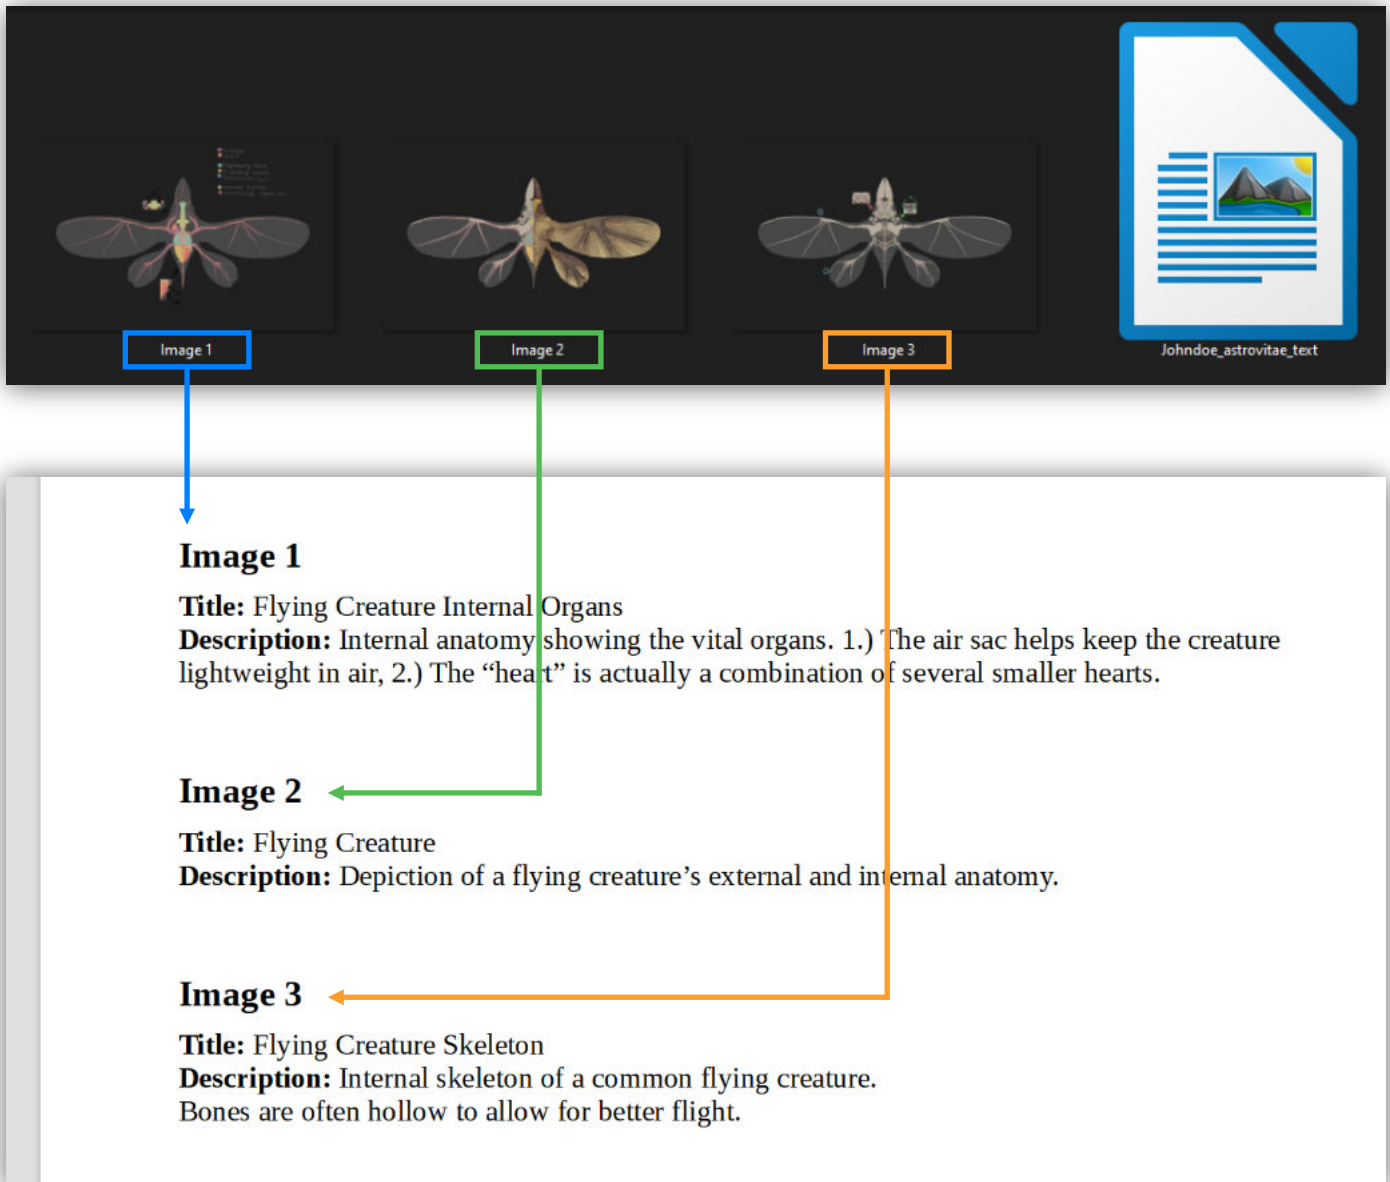 Image 1
Image 2
Image 3
Johndoe_astrovitae_text
Image 1
Title: Flying Creature Internal Organs
Description: Internal anatomy showing the vital organs. 1.) The air sac helps keep the creature
lightweight in air, 2.) The “heart” is actually a combination of several smaller hearts.
Image 2
Title: Flying Creature
Description: Depiction of a flying creature’s external and internal anatomy.
Image 3
Title: Flying Creature Skeleton
Description: Internal skeleton of a common flying creature.
Bones are often hollow to allow for better flight.